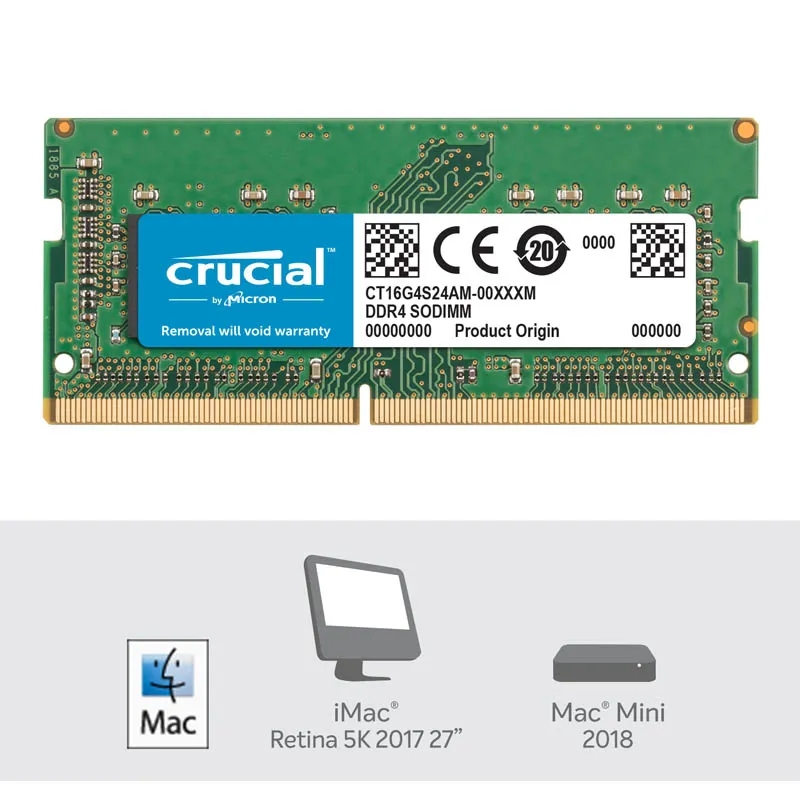 1885 A
crucial™
by Micron
Removal will void warranty
CE 20 0000
CT16G4S24AM-00XXXM
DDR4 SODIMM
00000000 Product Origin 000000
Mac
iMac®
Retina 5K 2017 27”
Mac® Mini
2018